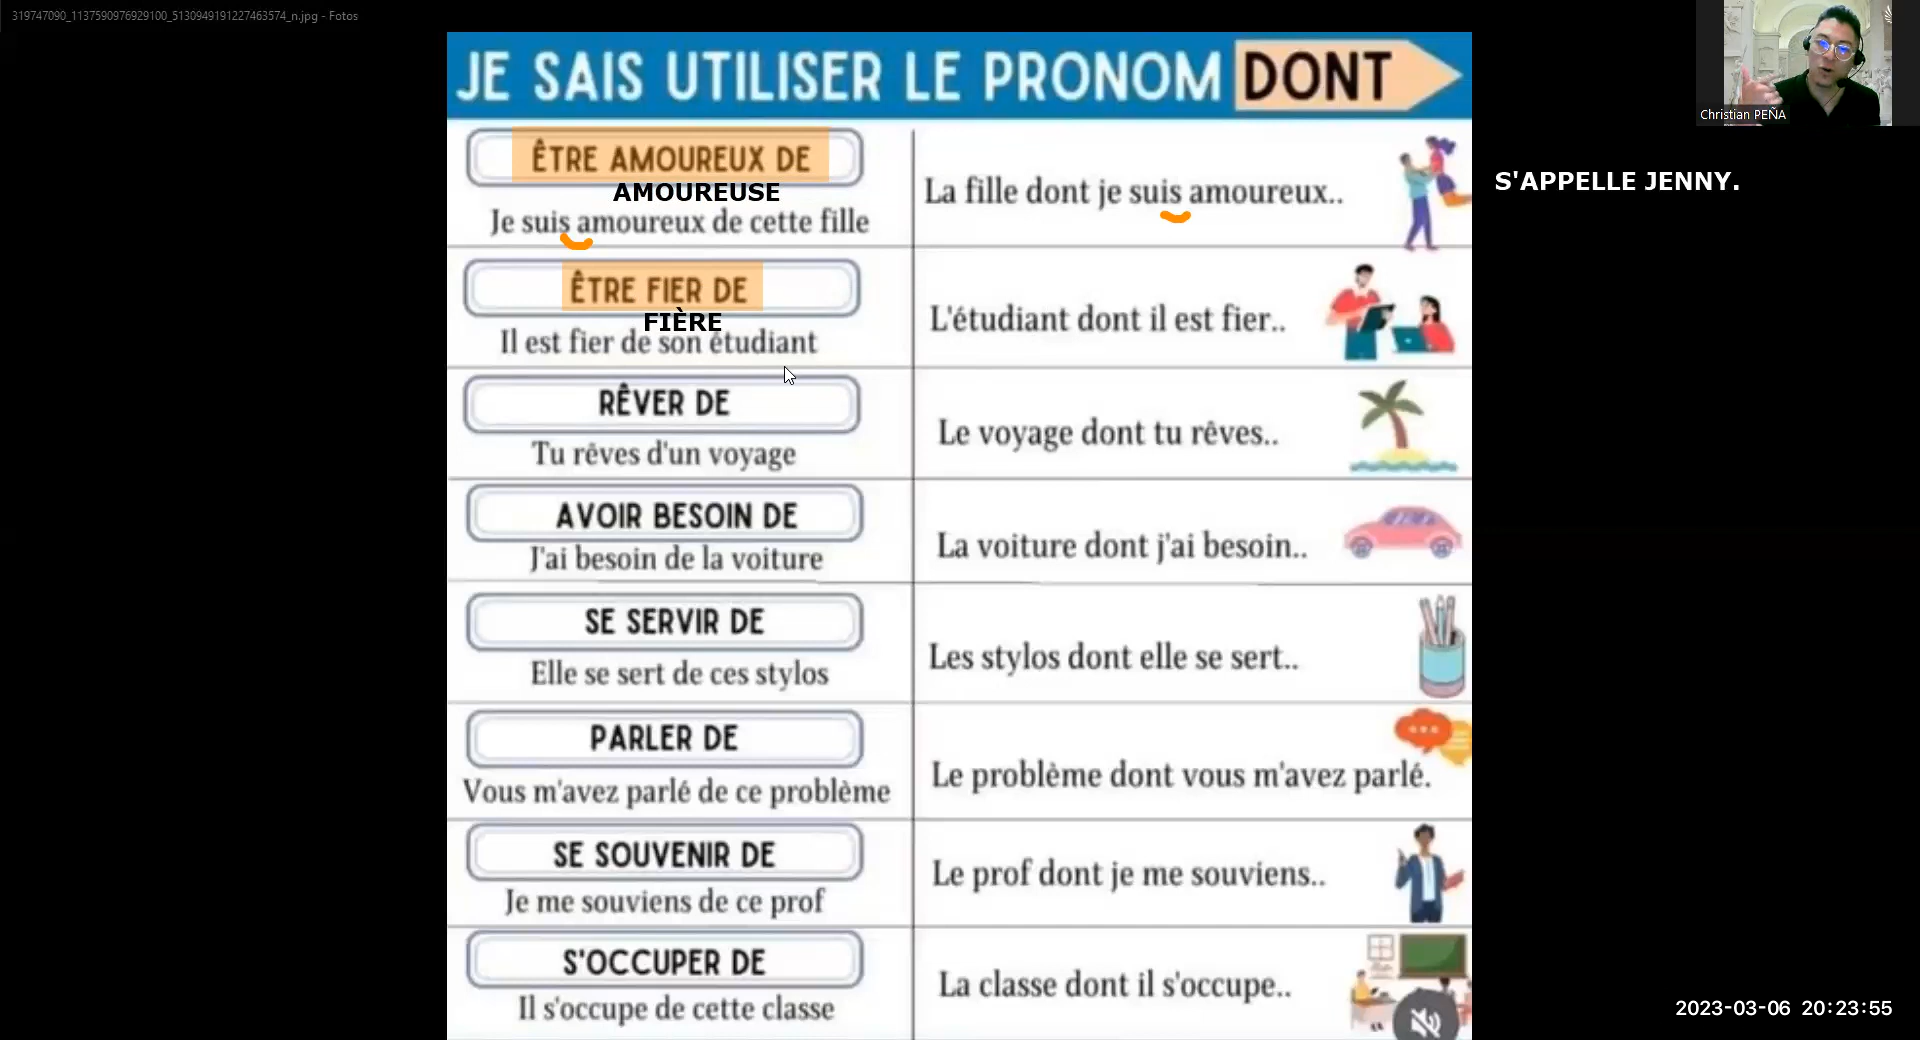 319747090_1137590976929100_5130949191227463574_n.jpg - Fotos
JE SAIS UTILISER LE PRONOM DONT
Christian PEÑA
ÊTRE AMOUREUX DE
AMOUREUSE
Je suis amoureux de cette fille
La fille dont je suis amoureux..
S'APPELLE JENNY.
ÊTRE FIER DE
FIÈRE
Il est fier de son étudiant
L'étudiant dont il est fier..
RÊVER DE
Tu rêves d'un voyage
Le voyage dont tu rêves..
AVOIR BESOIN DE
J'ai besoin de la voiture
La voiture dont j'ai besoin..
SE SERVIR DE
Elle se sert de ces stylos
Les stylos dont elle se sert..
PARLER DE
Vous m'avez parlé de ce problème
Le problème dont vous m'avez parlé.
SE SOUVENIR DE
Je me souviens de ce prof
Le prof dont je me souviens..
S'OCCUPER DE
Il s'occupe de cette classe
La classe dont il s'occupe..
2023-03-06 20:23:55